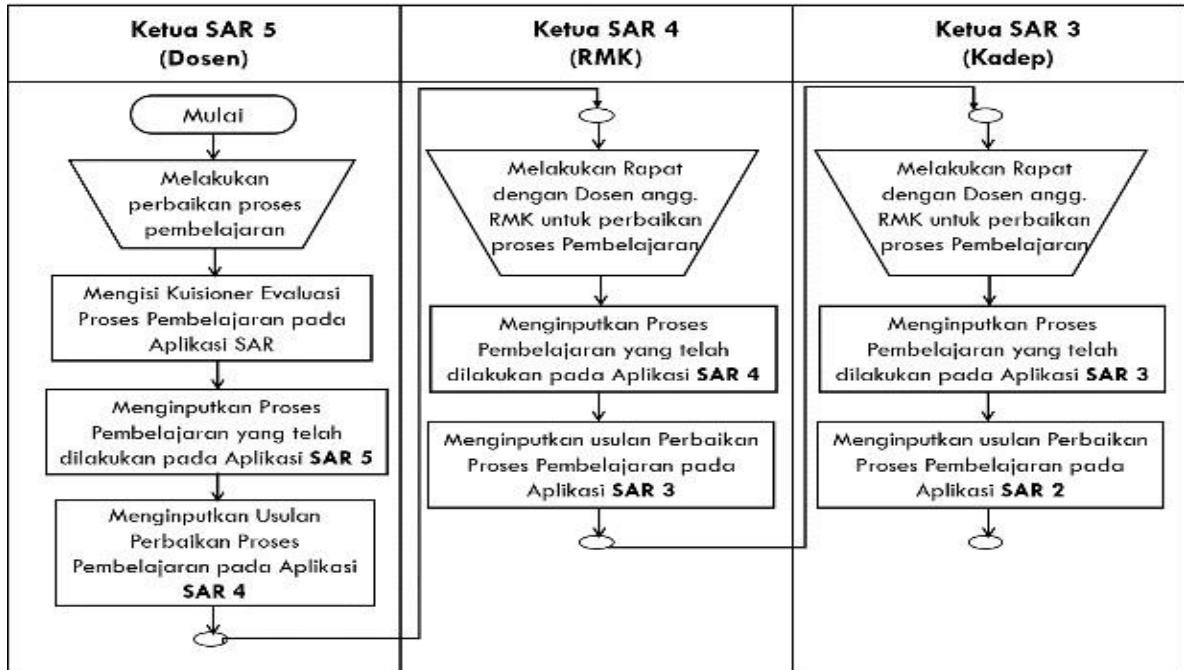 Ketua SAR 5
(Dosen)
Mulai
Melakukan
perbaikan proses
pembelajaran
Mengisi Kuisioner Evaluasi
Proses Pembelajaran pada
Aplikasi SAR
Menginputkan Proses
Pembelajaran yang telah
dilakukan pada Aplikasi SAR 5
Menginputkan Usulan
Perbaikan Proses
Pembelajaran pada Aplikasi
SAR 4
Ketua SAR 4
(RMK)
Melakukan Rapat
dengan Dosen angg.
RMK untuk perbaikan
proses Pembelajaran
Menginputkan Proses
Pembelajaran yang telah
dilakukan pada Aplikasi SAR 4
Menginputkan usulan Perbaikan
Proses Pembelajaran pada
Aplikasi SAR 3
Ketua SAR 3
(Kadep)
Melakukan Rapat
dengan Dosen angg.
RMK untuk perbaikan
proses Pembelajaran
Menginputkan Proses
Pembelajaran yang telah
dilakukan pada Aplikasi SAR 3
Menginputkan usulan Perbaikan
Proses Pembelajaran pada
Aplikasi SAR 2